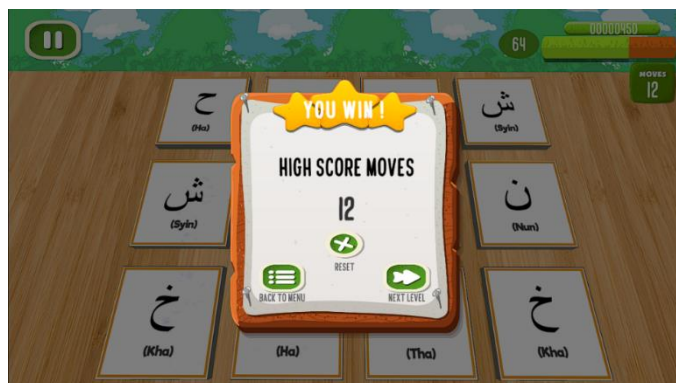 00000450
64
MOVES
12
ح
(Ha)
ش
(Syin)
YOU WIN !
HIGH SCORE MOVES
12
RESET
BACK TO MENU
NEXT LEVEL
ش
(Syin)
ن
(Nun)
خ
(Kha)
(Ha)
(Tha)
خ
(Kha)